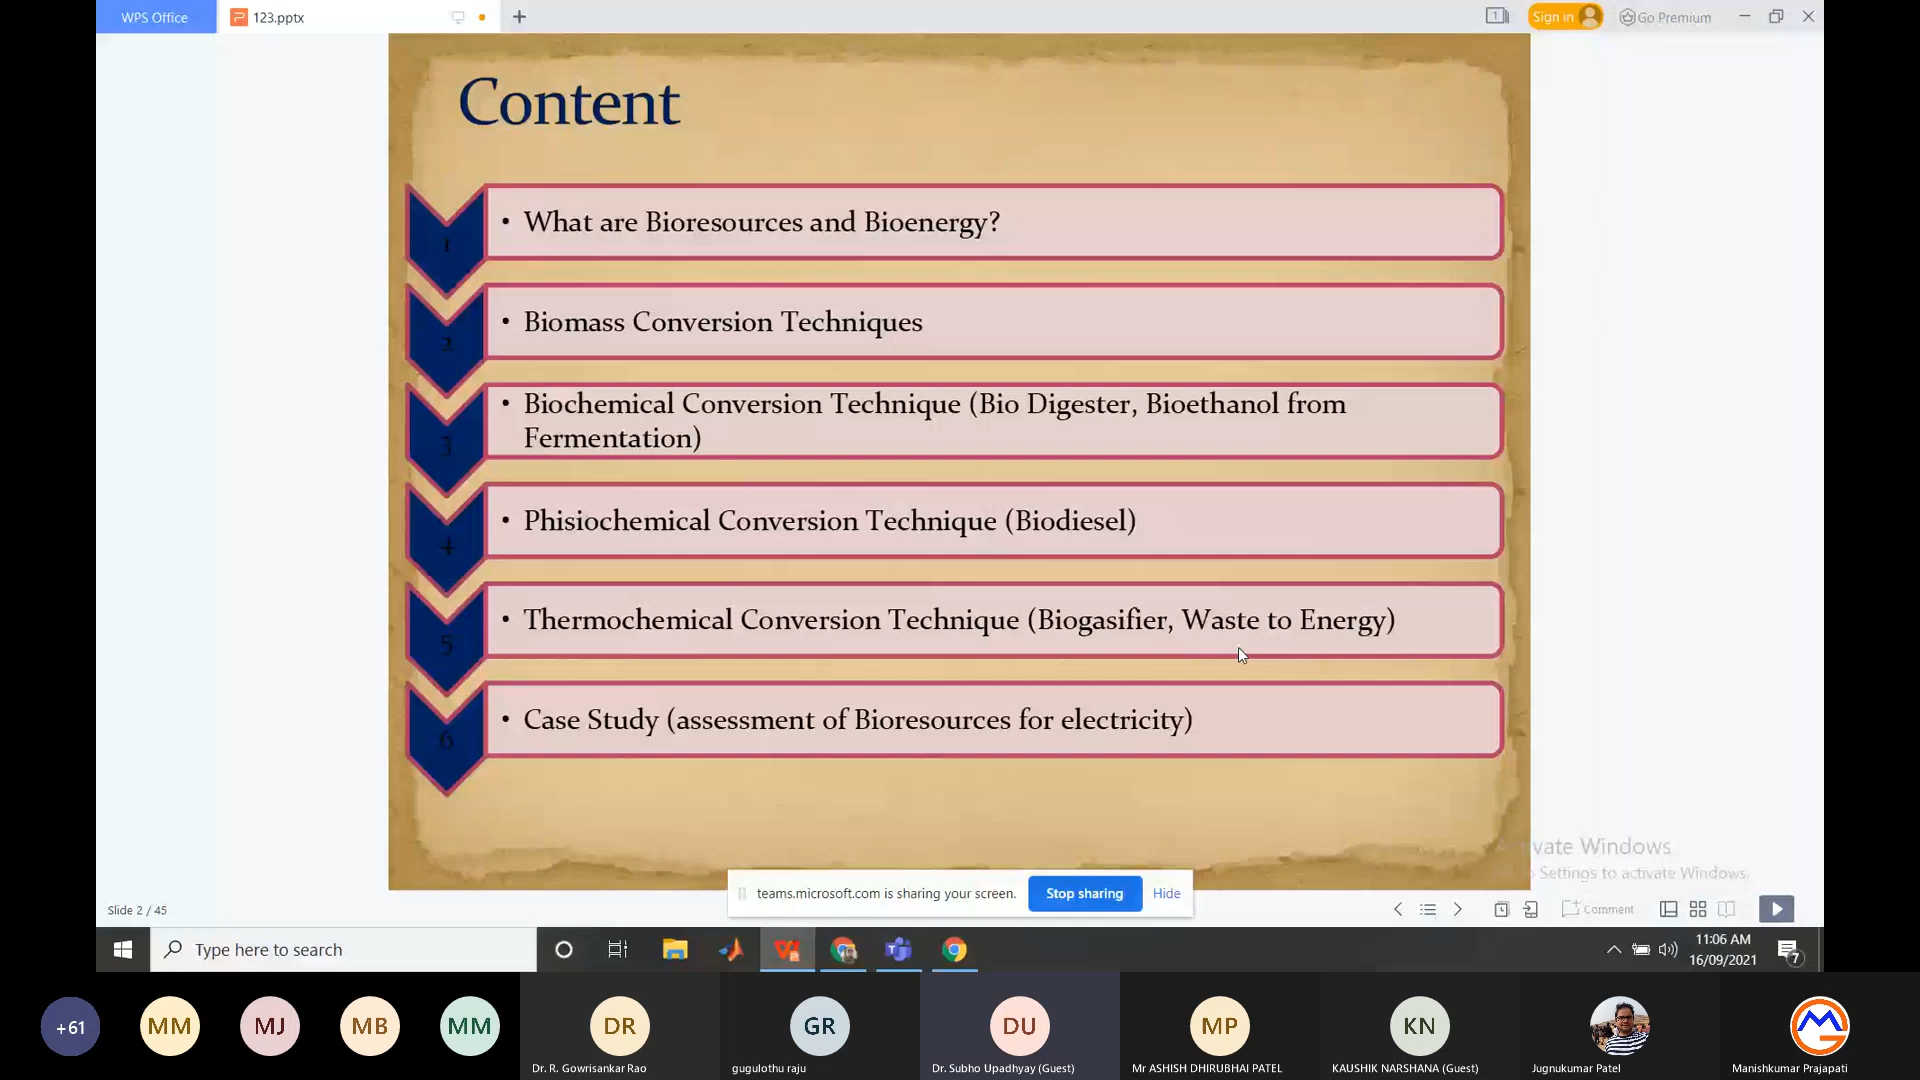 WPS Office
123.pptx
1
Sign in
Go Premium
Content
1
• What are Bioresources and Bioenergy?
2
• Biomass Conversion Techniques
3
• Biochemical Conversion Technique (Bio Digester, Bioethanol from
Fermentation)
4
• Phisiochemical Conversion Technique (Biodiesel)
5
• Thermochemical Conversion Technique (Biogasifier, Waste to Energy)
6
• Case Study (assessment of Bioresources for electricity)
vate Windows
Settings to activate Windows.
teams.microsoft.com is sharing your screen.
Stop sharing
Hide
Slide 2 / 45
Comment
Type here to search
11:06 AM
16/09/2021
7
+61
MM
MJ
MB
MM
DR
GR
DU
MP
KN
Dr. R. Gowrisankar Rao
gugulothu raju
Dr. Subho Upadhyay (Guest)
Mr ASHISH DHIRUBHAI PATEL
KAUSHIK NARSHANA (Guest)
Jugnukumar Patel
Manishkumar Prajapati